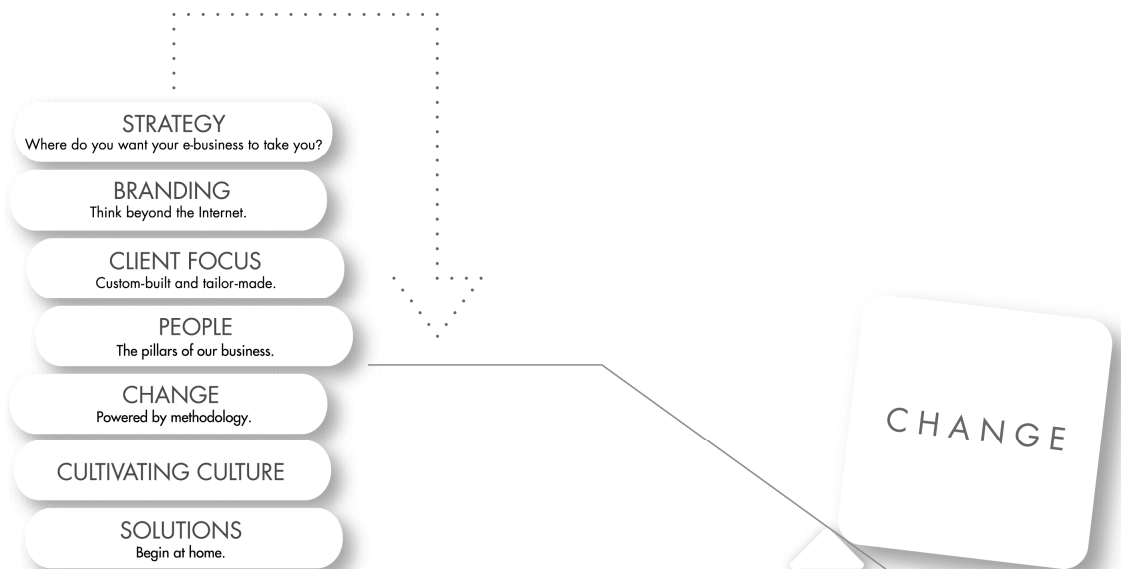 STRATEGY
Where do you want your e-business to take you?
BRANDING
Think beyond the Internet.
CLIENT FOCUS
Custom-built and tailor-made.
PEOPLE
The pillars of our business.
CHANGE
Powered by methodology.
CULTIVATING CULTURE
SOLUTIONS
Begin at home.
CHANGE